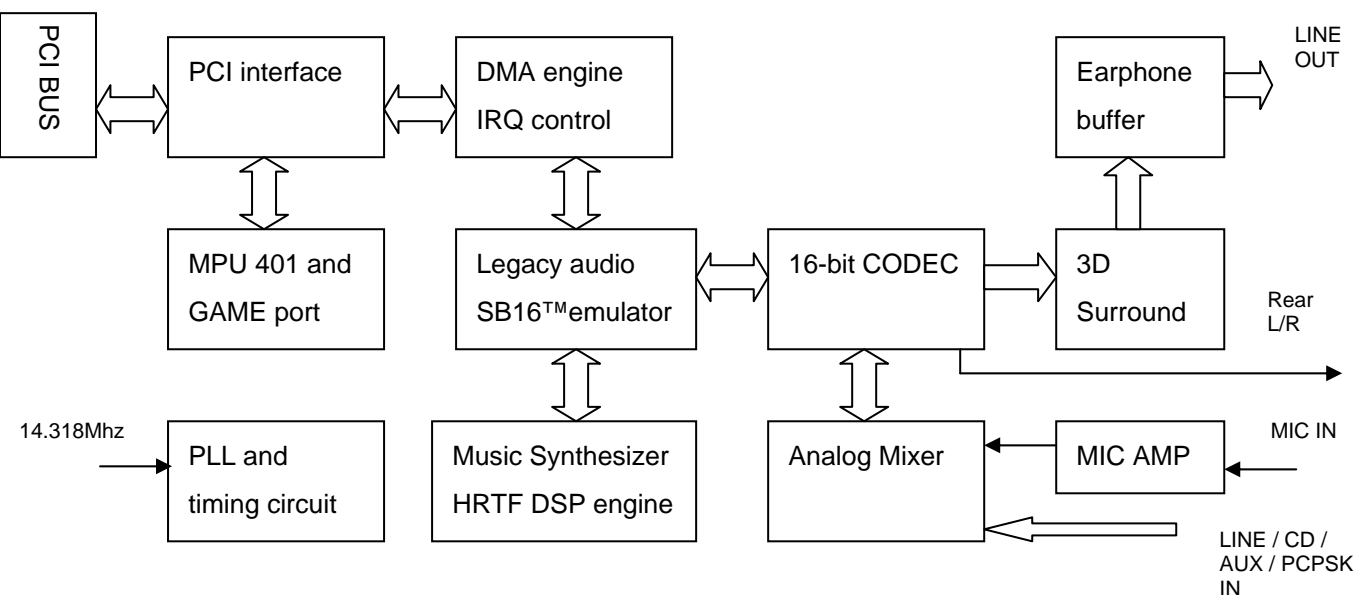 PCI BUS
PCI interface
DMA engine
IRQ control
Earphone
buffer
LINE
OUT
MPU 401 and
GAME port
Legacy audio
SB16™emulator
16-bit CODEC
3D
Surround
Rear
L/R
14.318Mhz
PLL and
timing circuit
Music Synthesizer
HRTF DSP engine
Analog Mixer
MIC AMP
MIC IN
LINE / CD /
AUX / PCPSK
IN